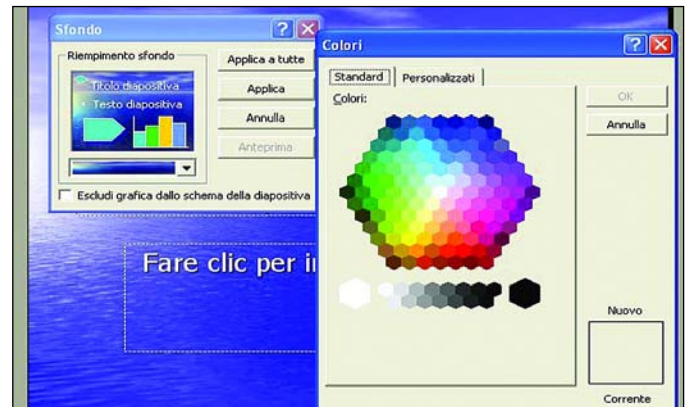 Sfondo
Riempimento sfondo
Titolo diapositiva
Testo diapositiva
Applica a tutte
Applica
Annulla
Anteprima
Escludi grafica dallo schema della diapositiva
Fare clic per
Colori
Standard
Personalizzati
Colori:
OK
Annulla
Nuovo
Corrente